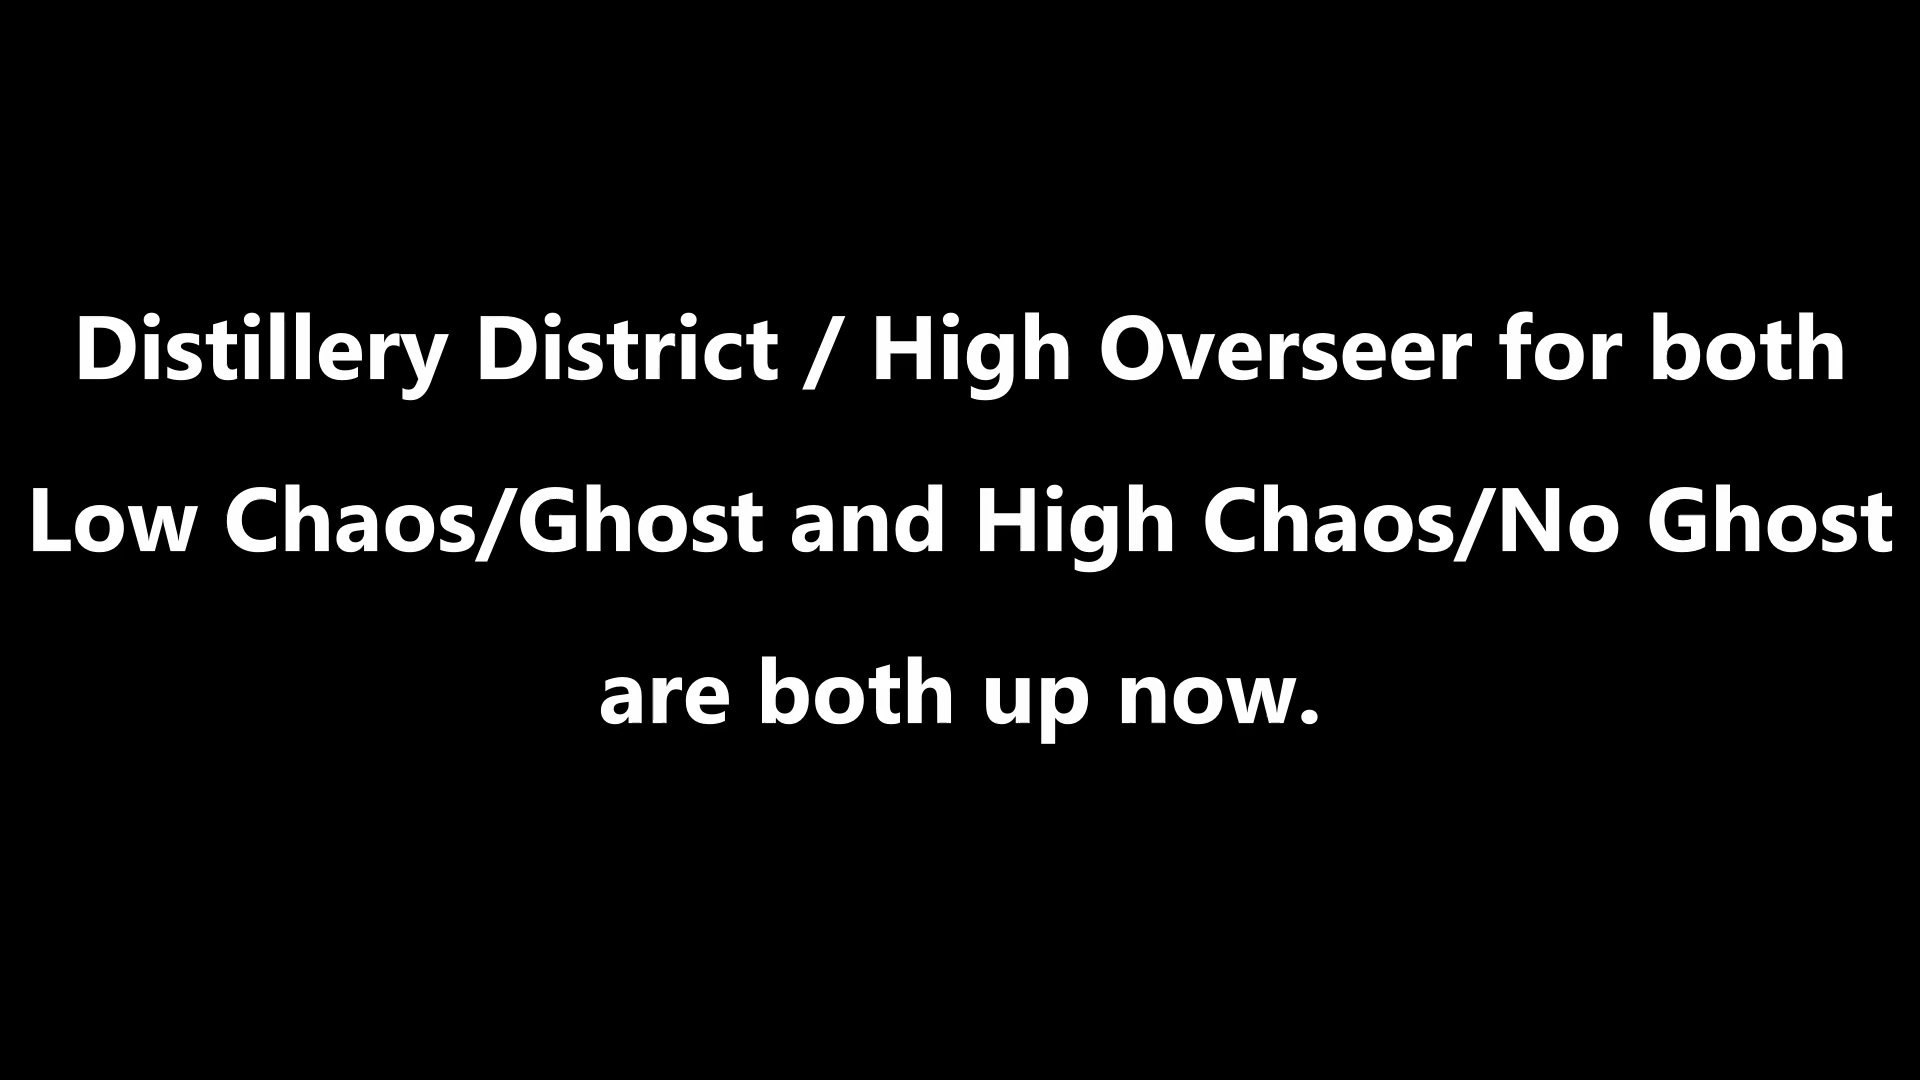 Distillery District / High Overseer for both
Low Chaos/Ghost and High Chaos/No Ghost
are both up now.